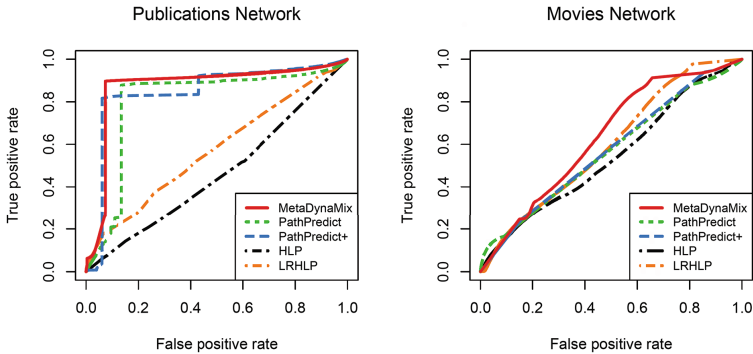 Publications Network
True positive rate
1.0
0.8
0.6
0.4
0.2
0.0
MetaDynaMix
PathPredict
PathPredict+
HLP
LRHLP
0.0 0.2 0.4 0.6 0.8 1.0
False positive rate
Movies Network
True positive rate
1.0
0.8
0.6
0.4
0.2
0.0
MetaDynaMix
PathPredict
PathPredict+
HLP
LRHLP
0.0 0.2 0.4 0.6 0.8 1.0
False positive rate